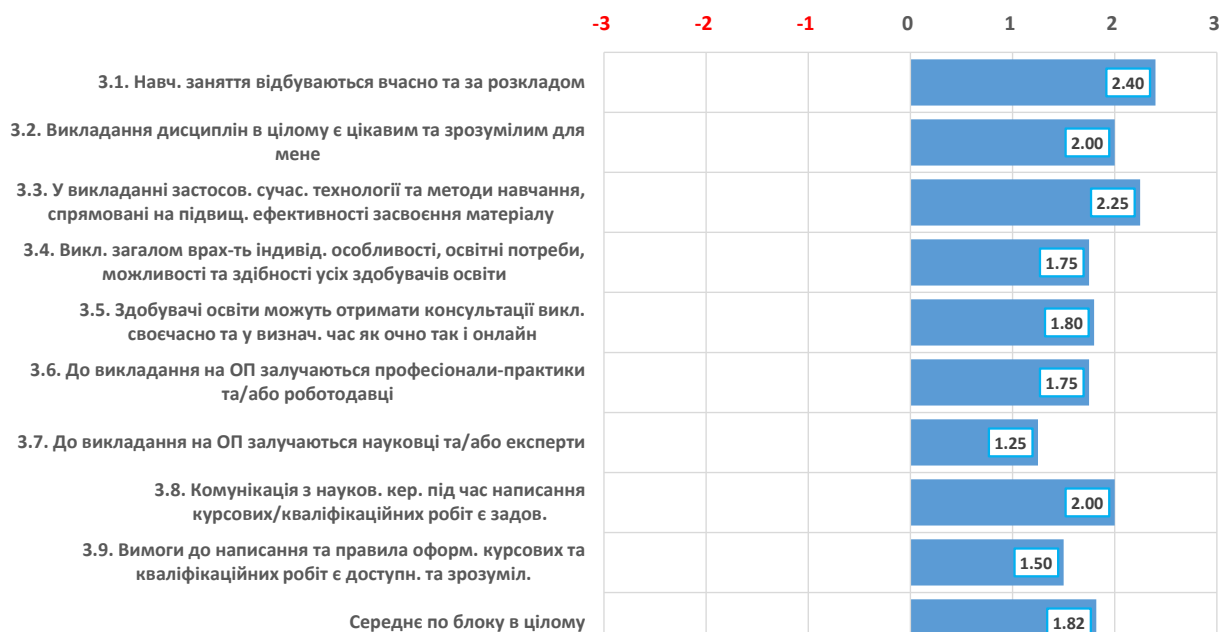 -3 -2 -1 0 1 2 3
3.1. Навч. заняття відбуваються вчасно та за розкладом
2.40
3.2. Викладання дисциплін в цілому є цікавим та зрозумілим для
мене
2.00
3.3. У викладанні застосов. сучас. технології та методи навчання,
спрямовані на підвищ. ефективності засвоєння матеріалу
2.25
3.4. Викл. загалом врах-ть індивід. особливості, освітні потреби,
можливості та здібності усіх здобувачів освіти
1.75
3.5. Здобувачі освіти можуть отримати консультації викл.
своєчасно та у визнач. час як очно так і онлайн
1.80
3.6. До викладання на ОП залучаються професіонали-практики
та/або роботодавці
1.75
3.7. До викладання на ОП залучаються науковці та/або експерти
1.25
3.8. Комунікація з науков. кер. під час написання
курсових/кваліфікаційних робіт є задов.
2.00
3.9. Вимоги до написання та правила оформ. курсових та
кваліфікаційних робіт є доступн. та зрозуміл.
1.50
Середнє по блоку в цілому
1.82